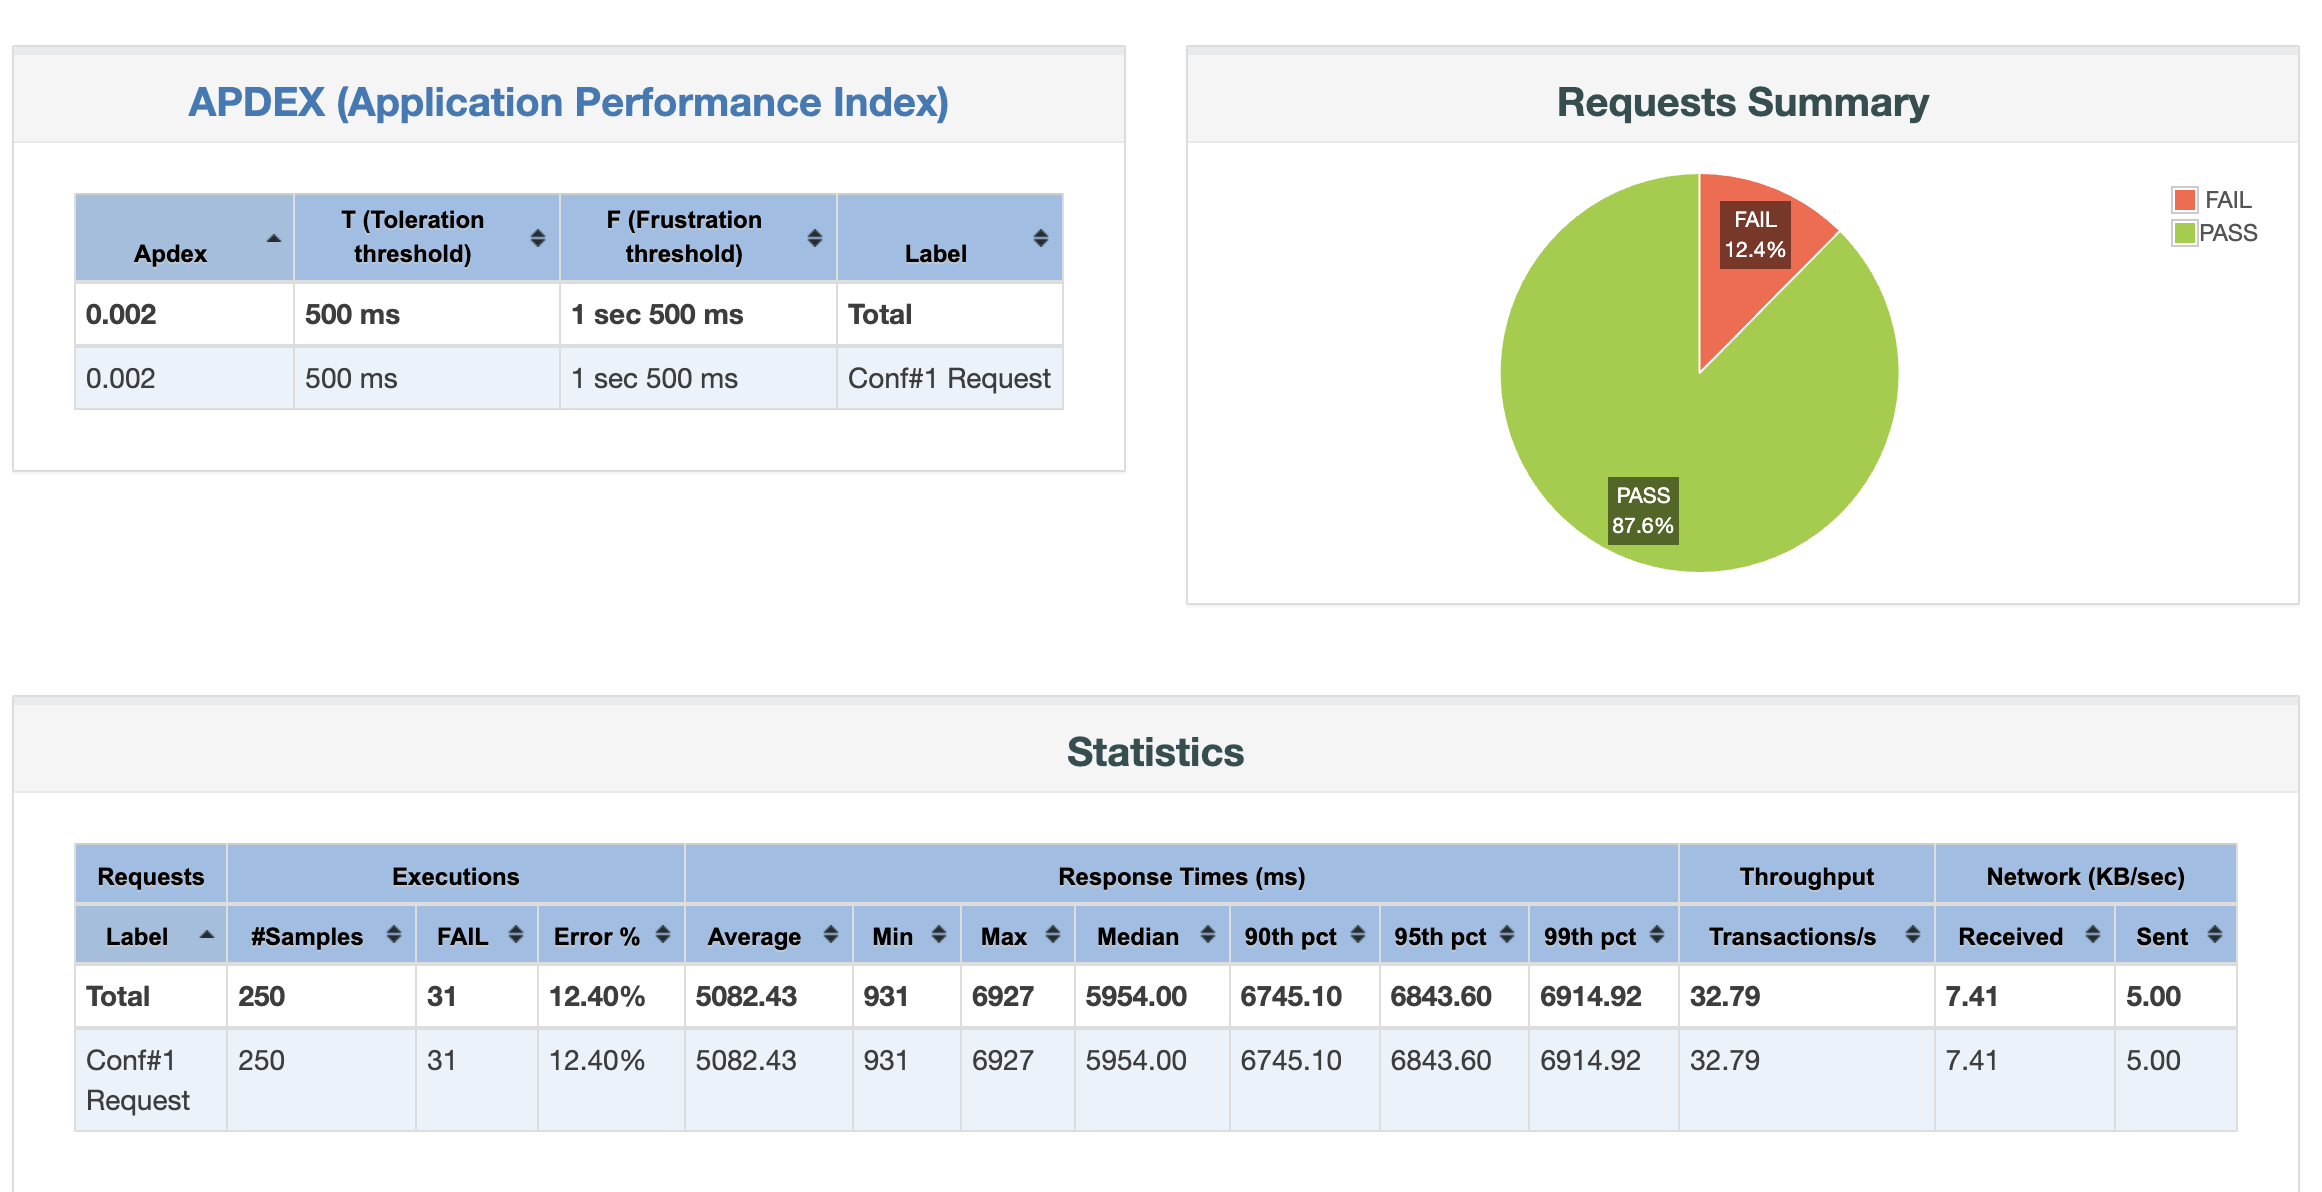 APDEX (Application Performance Index)
Apdex T (Toleration threshold) F (Frustration threshold) Label
0.002 500 ms 1 sec 500 ms Total
0.002 500 ms 1 sec 500 ms Conf#1 Request
Requests Summary
FAIL
12.4%
PASS
87.6%
FAIL
PASS
Statistics
Requests Executions Response Times (ms) Throughput Network (KB/sec)
Label #Samples FAIL Error % Average Min Max Median 90th pct 95th pct 99th pct Transactions/s Received Sent
Total 250 31 12.40% 5082.43 931 6927 5954.00 6745.10 6843.60 6914.92 32.79 7.41 5.00
Conf#1 Request 250 31 12.40% 5082.43 931 6927 5954.00 6745.10 6843.60 6914.92 32.79 7.41 5.00